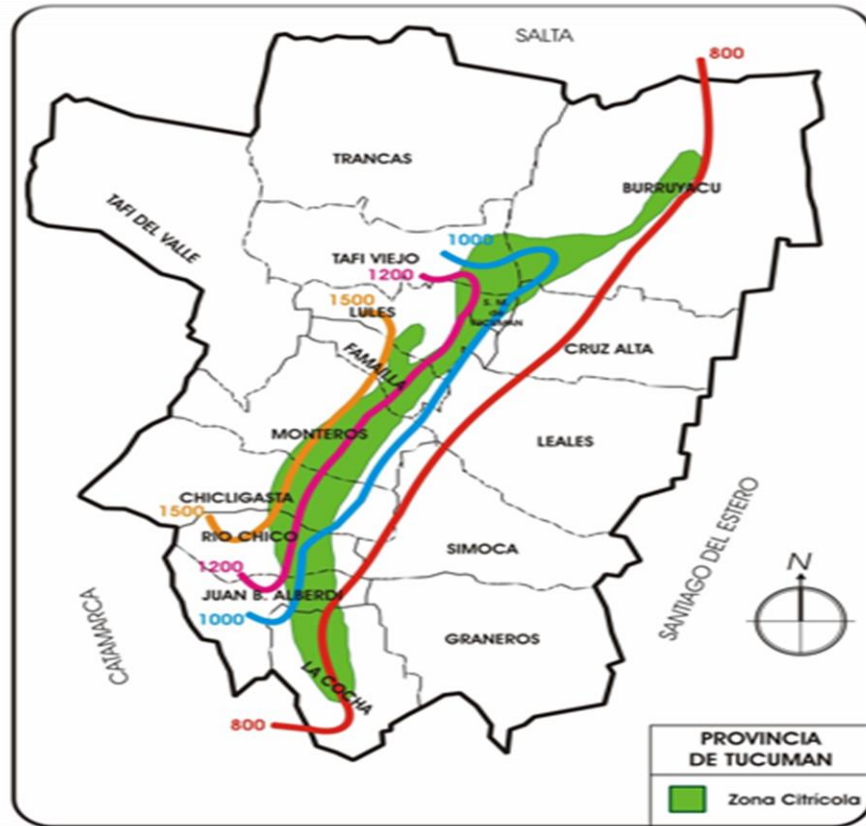 SALTA
800
TRANCAS
BURRUYACU
TAFI DEL VALLE
1000
TAFI VIEJO
1200
1500
LULES
S. M.
de
TUCUMAN
FAMAILLA
CRUZ ALTA
MONTEROS
LEALES
CHICLIGASTA
1500
RIO CHICO
SIMOCA
SANTIAGO DEL ESTERO
N
1200
JUAN B. ALBERDI
1000
CATAMARCA
GRANEROS
LA COCHA
800
PROVINCIA
DE TUCUMAN
Zona Citrícola